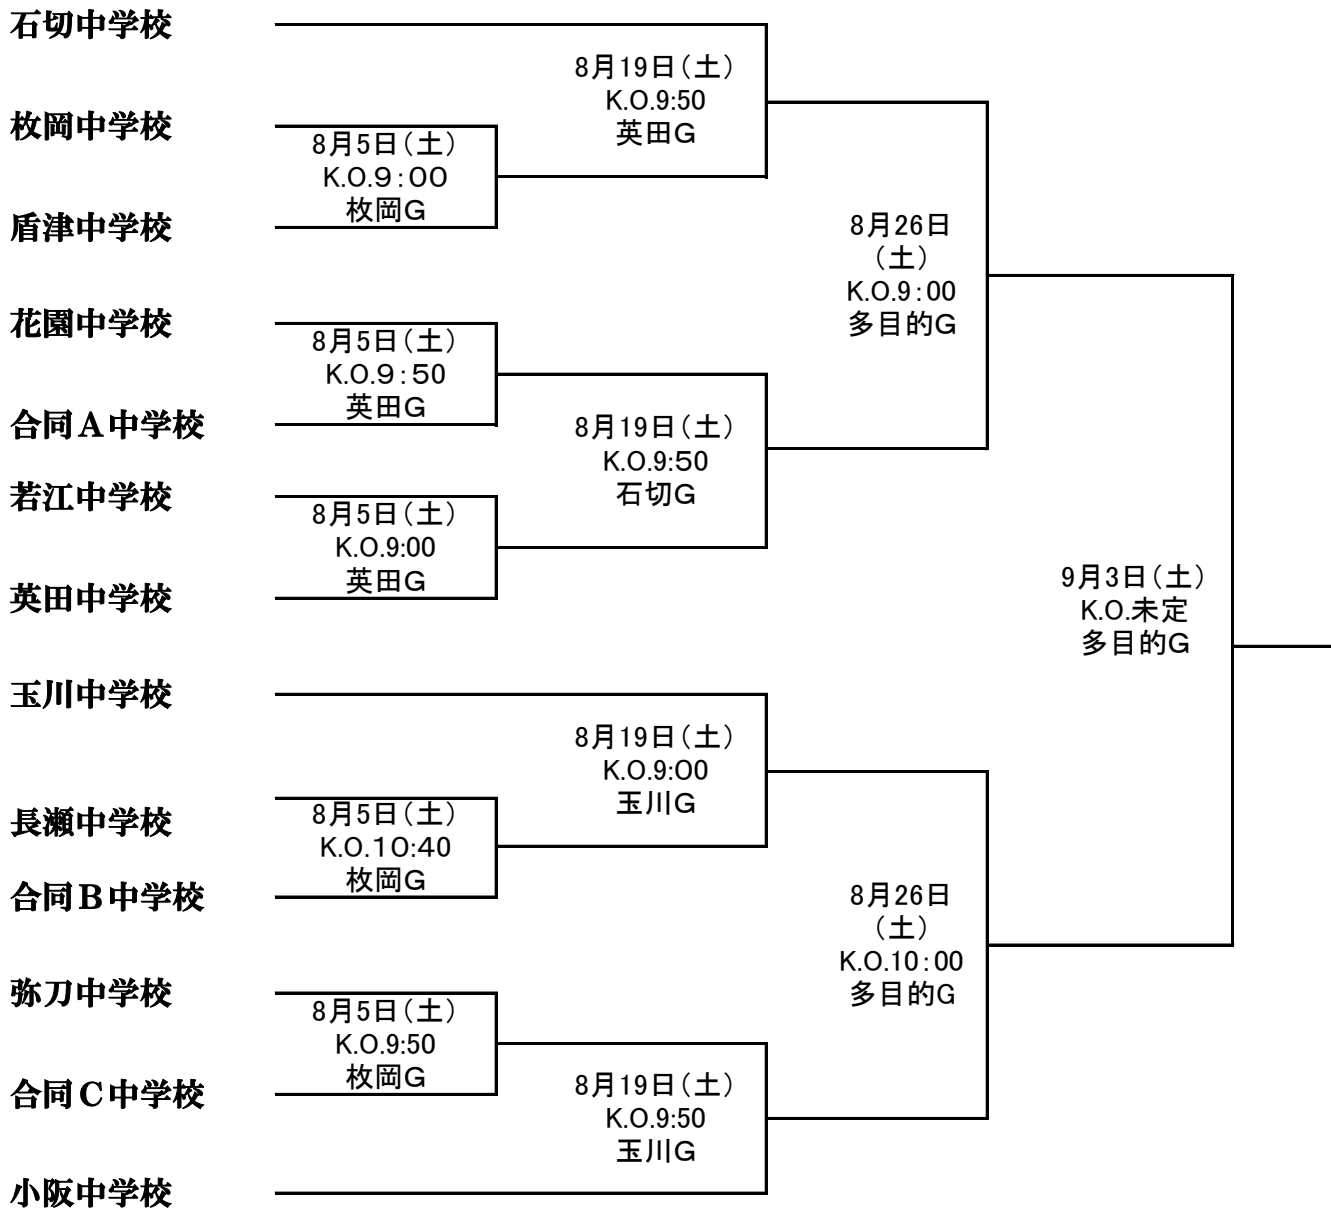 石切中学校
8月19日（土）
K.O.9:50
英田G
枚岡中学校
8月5日（土）
K.O.９：００
枚岡G
盾津中学校
8月26日
（土）
K.O.9：00
多目的G
花園中学校
8月5日（土）
K.O.９：５０
英田G
合同Ａ中学校
8月19日（土）
K.O.9:５０
石切G
若江中学校
8月5日（土）
K.O.9:00
英田G
英田中学校
9月3日（土）
K.O.未定
多目的G
玉川中学校
8月19日（土）
K.O.9:００
玉川G
長瀬中学校
8月5日（土）
K.O.１０:４０
枚岡G
合同Ｂ中学校
8月26日
（土）
K.O.10：00
多目的G
弥刀中学校
8月5日（土）
K.O.9:50
枚岡G
合同Ｃ中学校
8月19日（土）
K.O.9:50
玉川G
小阪中学校